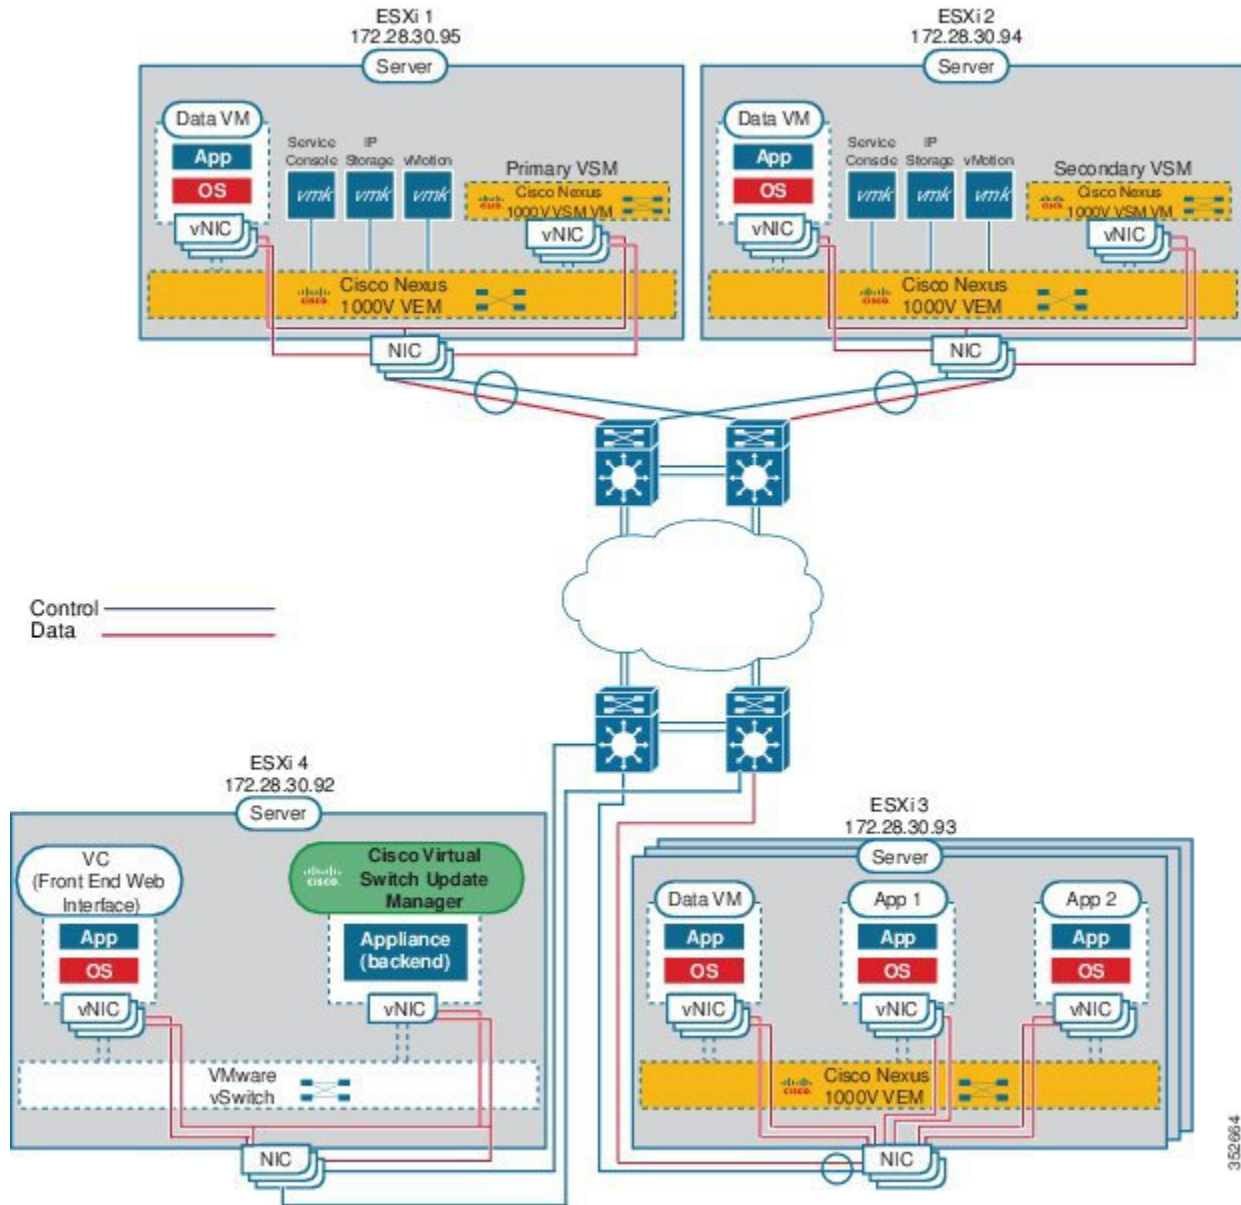 ESXi 1
172.28.30.95
Server
Data VM
App
OS
vNIC
Service
Console
vmk
IP
Storage
vmk
vMotion
vmk
Primary VSM
CISCO.
Cisco Nexus
1000V VSM VM
vNIC
CISCO.
Cisco Nexus
1000V VEM
NIC
ESXi 2
172.28.30.94
Server
Data VM
App
OS
vNIC
Service
Console
vmk
IP
Storage
vmk
vMotion
vmk
Secondary VSM
CISCO.
Cisco Nexus
1000V VSM VM
vNIC
CISCO.
Cisco Nexus
1000V VEM
NIC
Control
Data
ESXi 4
172.28.30.92
Server
VC
(Front End Web
Interface)
App
OS
vNIC
CISCO.
Cisco Virtual
Switch Update
Manager
Appliance
(backend)
vNIC
VMware
vSwitch
NIC
ESXi 3
172.28.30.93
Server
Data VM
App
OS
vNIC
App 1
App
OS
vNIC
App 2
App
OS
vNIC
CISCO.
Cisco Nexus
1000V VEM
NIC
352664